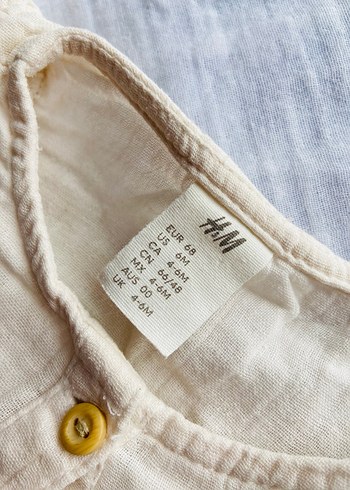 H&M
EUR 68
US 6M
CA 4-6M
CN 66/48
MX 4-6M
AUS 00
UK 4-6M